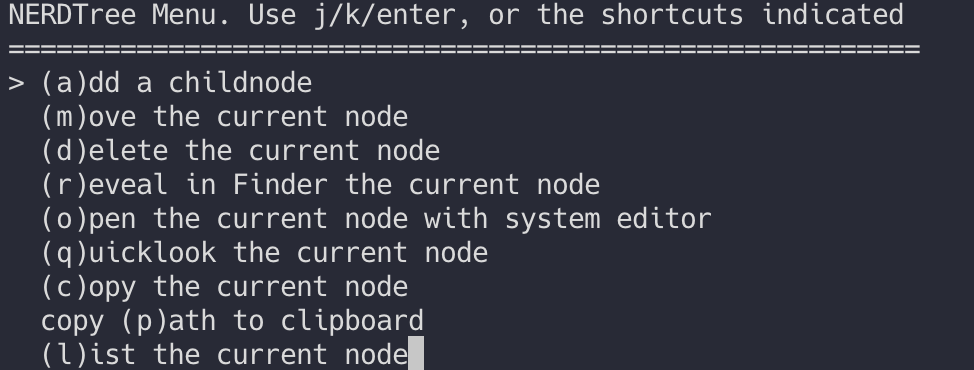 NERDTree Menu. Use j/k/enter, or the shortcuts indicated
=========================================================
> (a)dd a childnode
  (m)ove the current node
  (d)elete the current node
  (r)eveal in Finder the current node
  (o)pen the current node with system editor
  (q)uicklook the current node
  (c)opy the current node
  copy (p)ath to clipboard
  (l)ist the current node